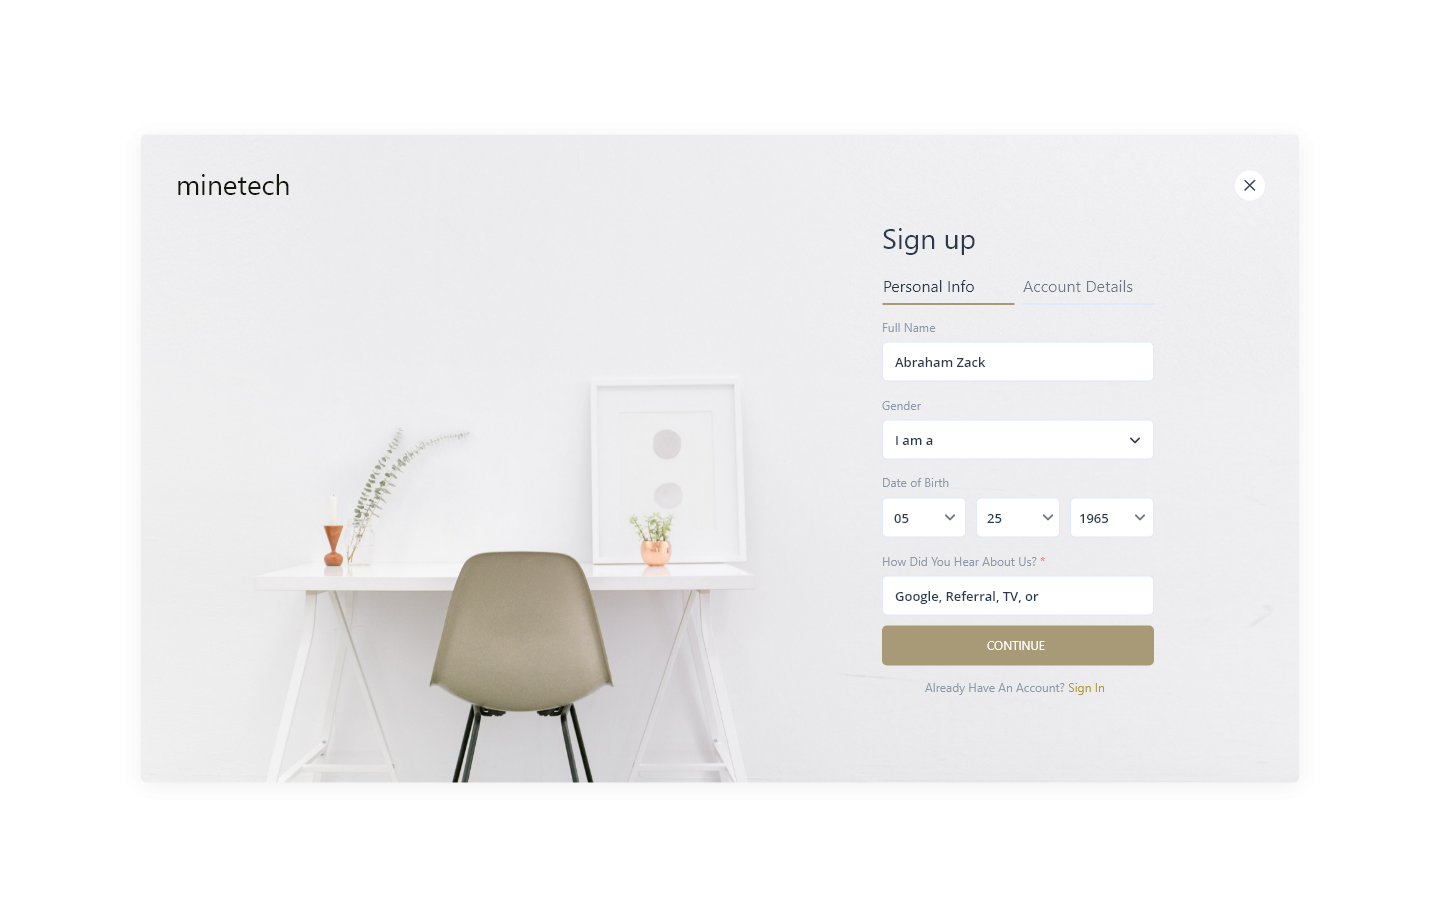 minetech
Sign up
Personal Info
Account Details
Full Name
Abraham Zack
Gender
I am a
Date of Birth
05
25
1965
How Did You Hear About Us? *
Google, Referral, TV, or
CONTINUE
Already Have An Account? Sign In